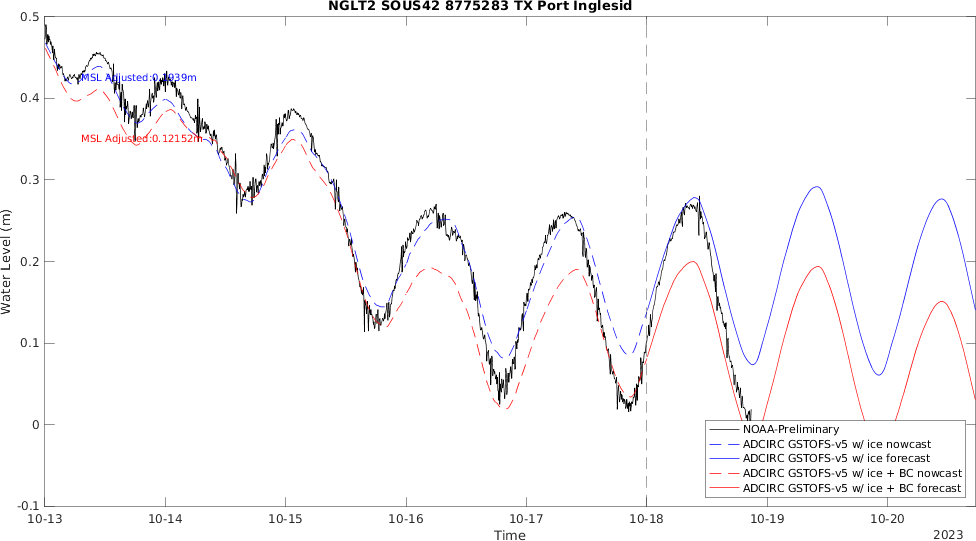 NGLT2 SOUS42 8775283 TX Port Inglesid
0.5
0.4
0.3
0.2
0.1
0
-0.1
Water Level (m)
MSL Adjusted:0.12152m
NOAA-Preliminary
ADCIRC GSTOFS-v5 w/ ice nowcast
ADCIRC GSTOFS-v5 w/ ice forecast
ADCIRC GSTOFS-v5 w/ ice + BC nowcast
ADCIRC GSTOFS-v5 w/ ice + BC forecast
10-13 10-14 10-15 10-16 10-17 10-18 10-19 10-20
Time
2023
MSL Adjusted: